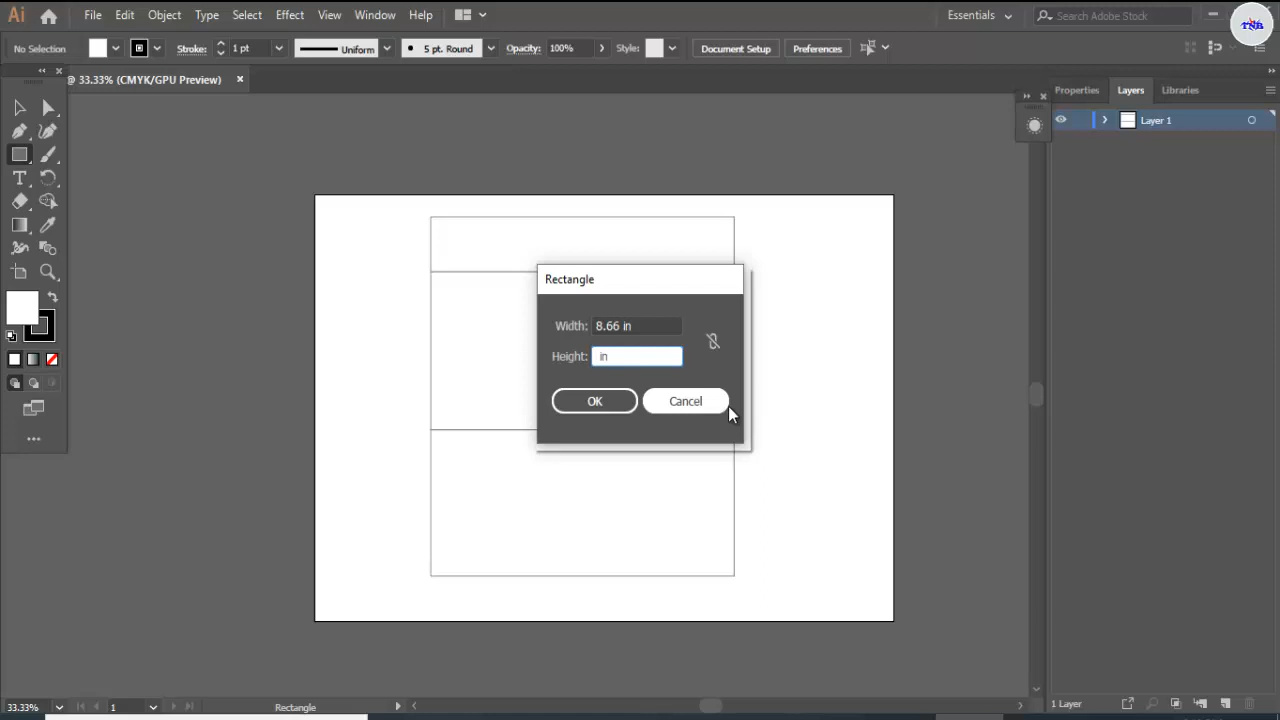 Ai File Edit Object Type Select Effect View Window Help Essentials Search Adobe Stock
TSB
No Selection Stroke: 1 pt Uniform 5 pt. Round Opacity: 100% Style: Document Setup Preferences
@ 33.33% (CMYK/GPU Preview)
Properties Layers Libraries
Layer 1
Rectangle
Width: 8.66 in
Height: in
OK Cancel
33.33% 1 Rectangle 1 Layer